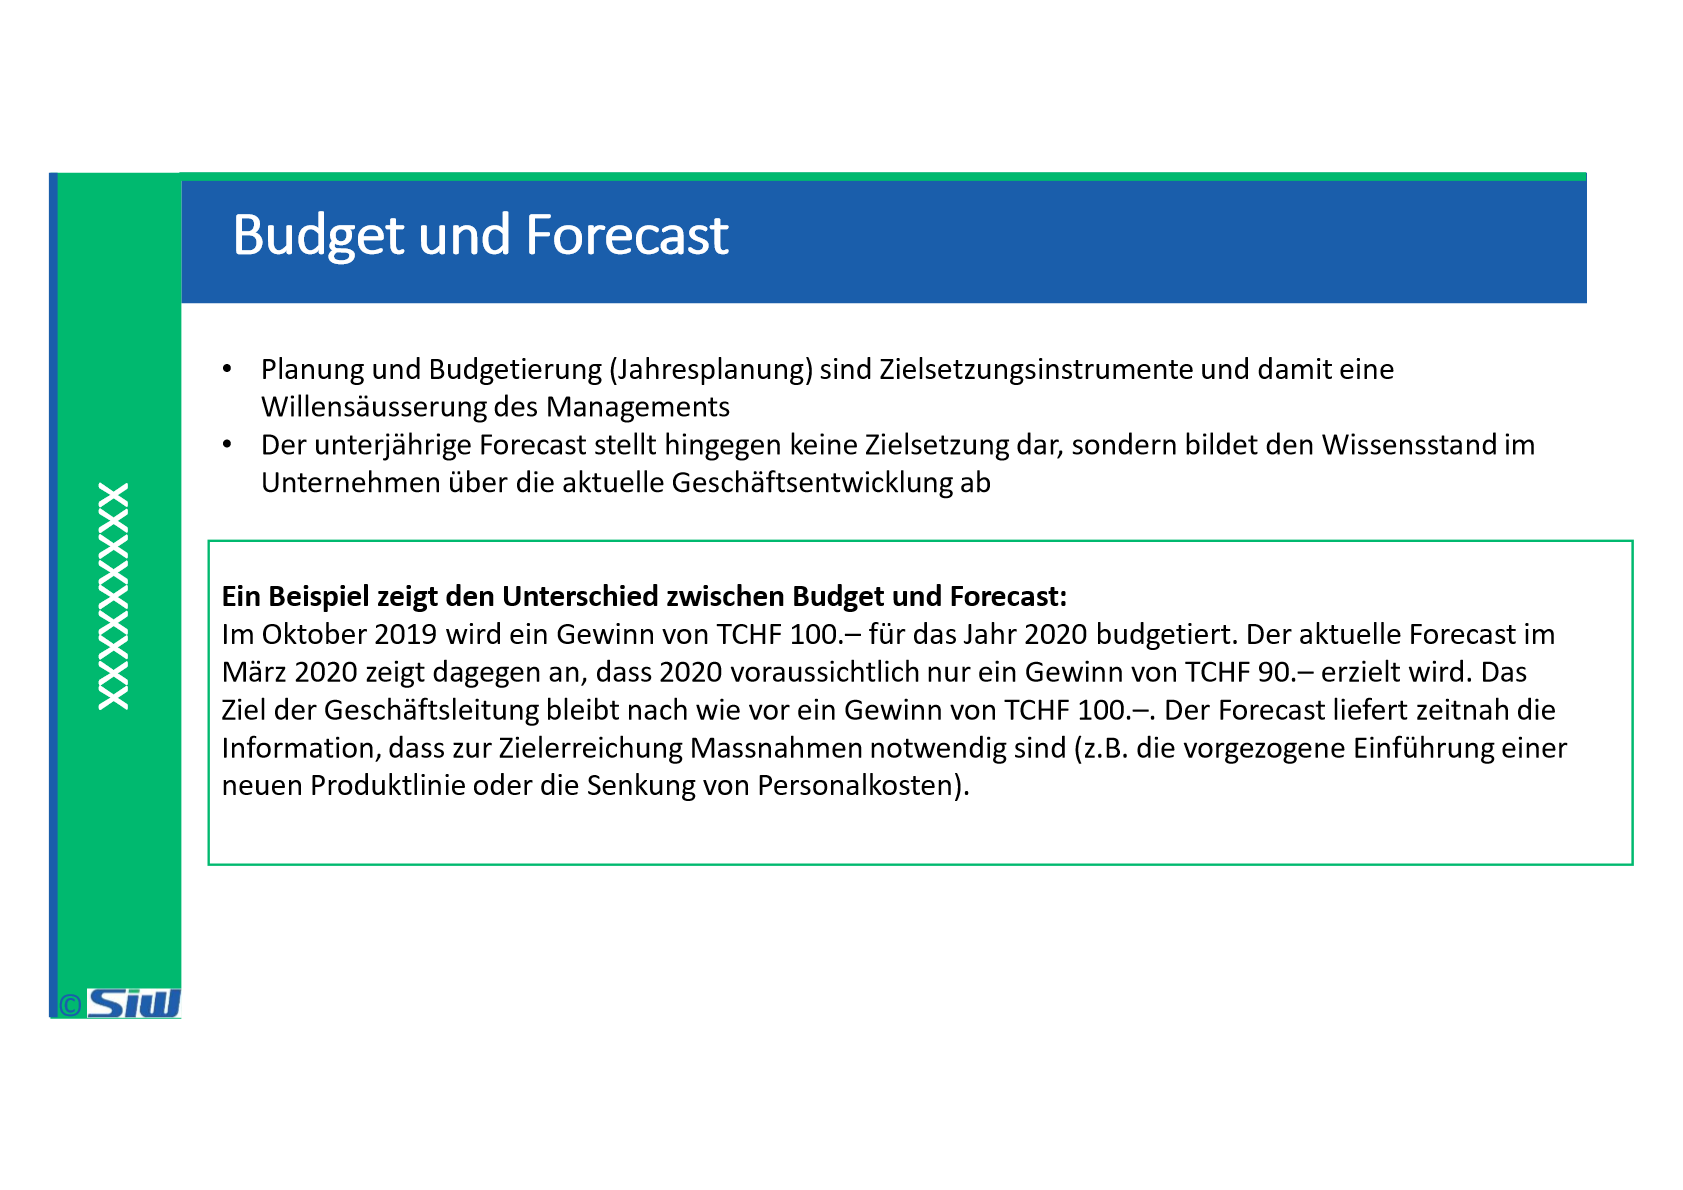 Budget und Forecast
• Planung und Budgetierung (Jahresplanung) sind Zielsetzungsinstrumente und damit eine
Willensäusserung des Managements
• Der unterjährige Forecast stellt hingegen keine Zielsetzung dar, sondern bildet den Wissensstand im
Unternehmen über die aktuelle Geschäftsentwicklung ab
XXXXXXXXX
Ein Beispiel zeigt den Unterschied zwischen Budget und Forecast:
Im Oktober 2019 wird ein Gewinn von TCHF 100.– für das Jahr 2020 budgetiert. Der aktuelle Forecast im
März 2020 zeigt dagegen an, dass 2020 voraussichtlich nur ein Gewinn von TCHF 90.– erzielt wird. Das
Ziel der Geschäftsleitung bleibt nach wie vor ein Gewinn von TCHF 100.–. Der Forecast liefert zeitnah die
Information, dass zur Zielerreichung Massnahmen notwendig sind (z.B. die vorgezogene Einführung einer
neuen Produktlinie oder die Senkung von Personalkosten).
© SiW